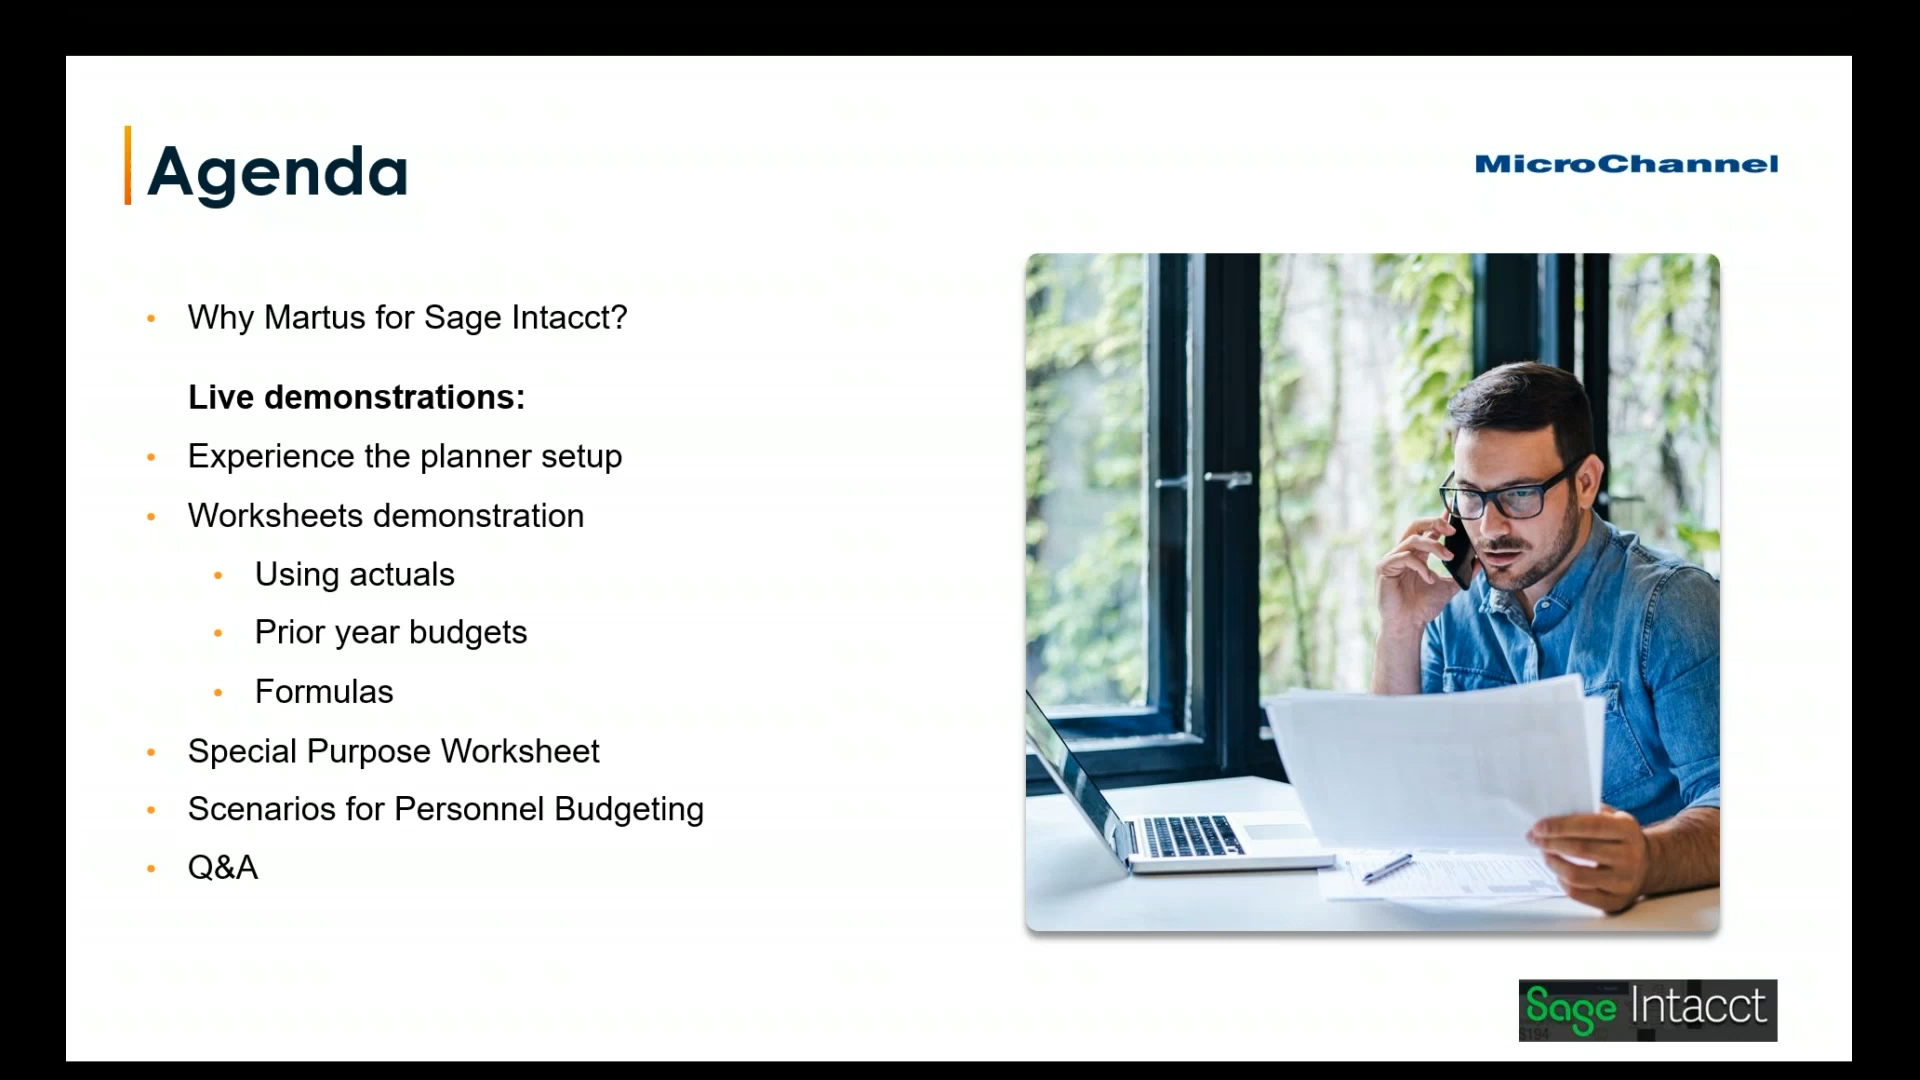 Agenda
MicroChannel
Why Martus for Sage Intacct?
Live demonstrations:
Experience the planner setup
Worksheets demonstration
Using actuals
Prior year budgets
Formulas
Special Purpose Worksheet
Scenarios for Personnel Budgeting
Q&A
Sage Intacct
$194